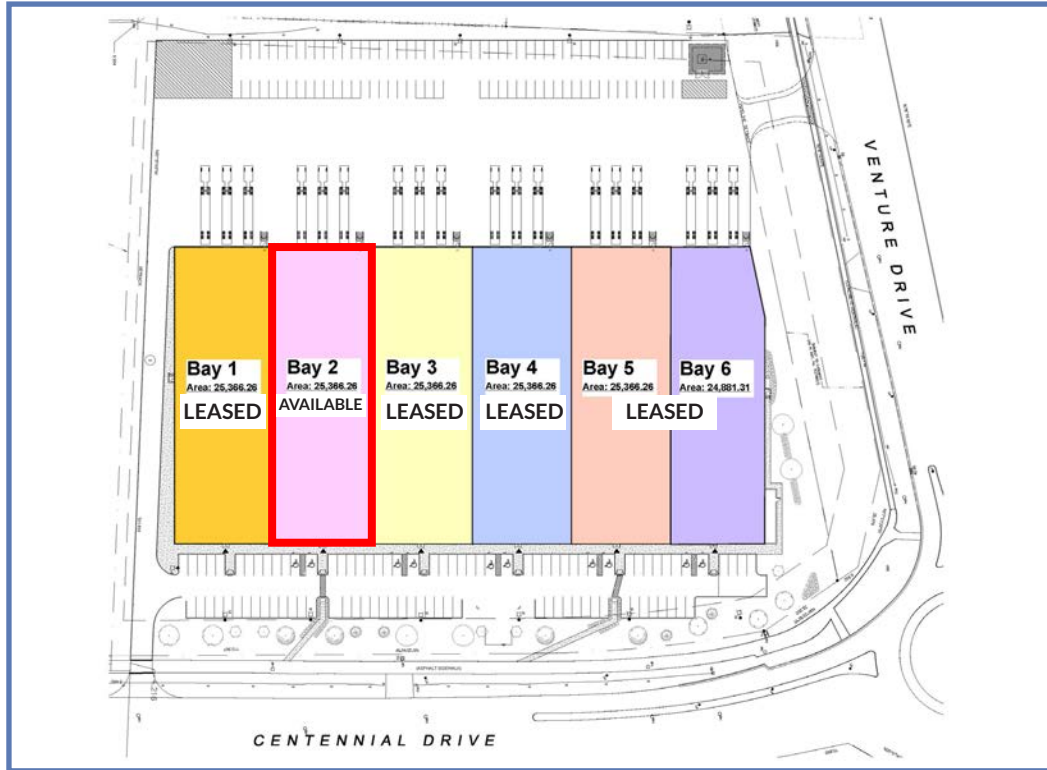 VENTURE DRIVE
Bay 1
Area: 25,366.26
LEASED
Bay 2
Area: 25,366.26
AVAILABLE
Bay 3
Area: 25,366.26
LEASED
Bay 4
Area: 25,366.26
LEASED
Bay 5
Area: 25,366.26
Bay 6
Area: 24,881.31
LEASED
CENTENNIAL DRIVE